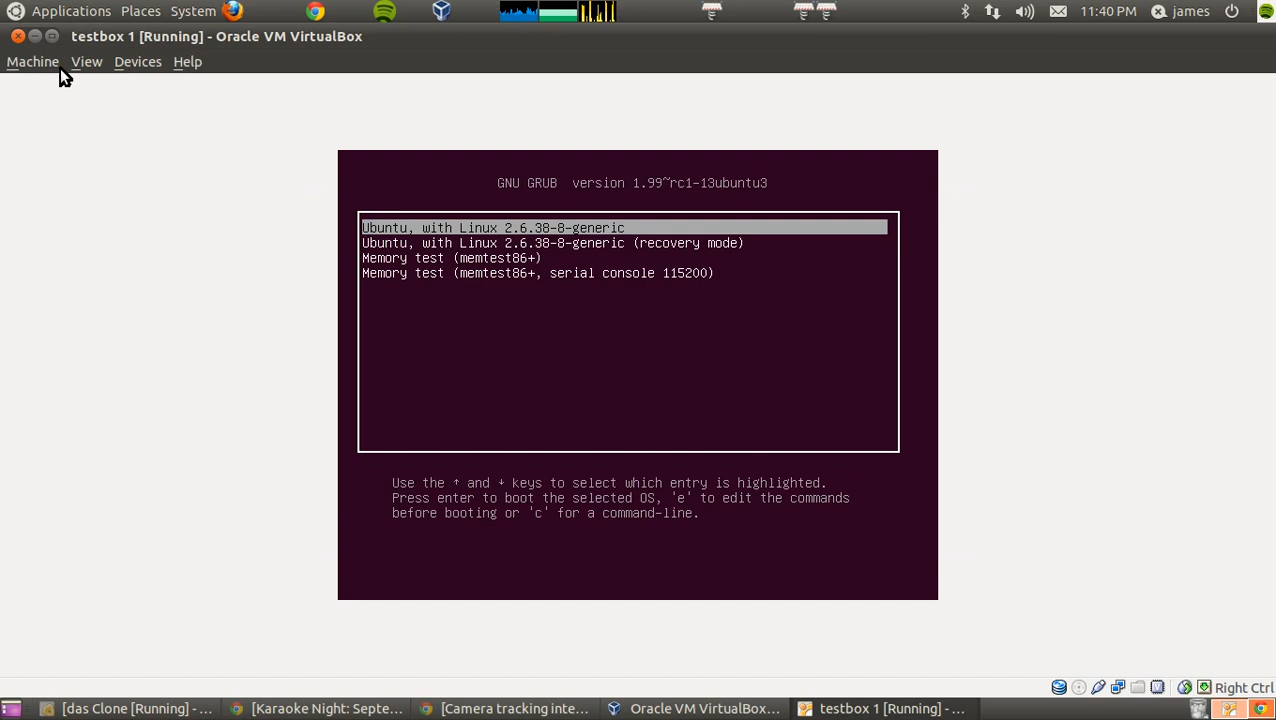 Applications Places System 11:40 PM james
testbox 1 [Running] - Oracle VM VirtualBox
Machine View Devices Help
GNU GRUB version 1.99~rc1-13ubuntu3
Ubuntu, with Linux 2.6.38-8-generic
Ubuntu, with Linux 2.6.38-8-generic (recovery mode)
Memory test (memtest86+)
Memory test (memtest86+, serial console 115200)
Use the ↑ and ↓ keys to select which entry is highlighted.
Press enter to boot the selected OS, 'e' to edit the commands
before booting or 'c' for a command-line.
Right Ctrl
[das Clone [Running] - ... [Karaoke Night: Septe... [Camera tracking inte... Oracle VM VirtualBox... testbox 1 [Running] - ...